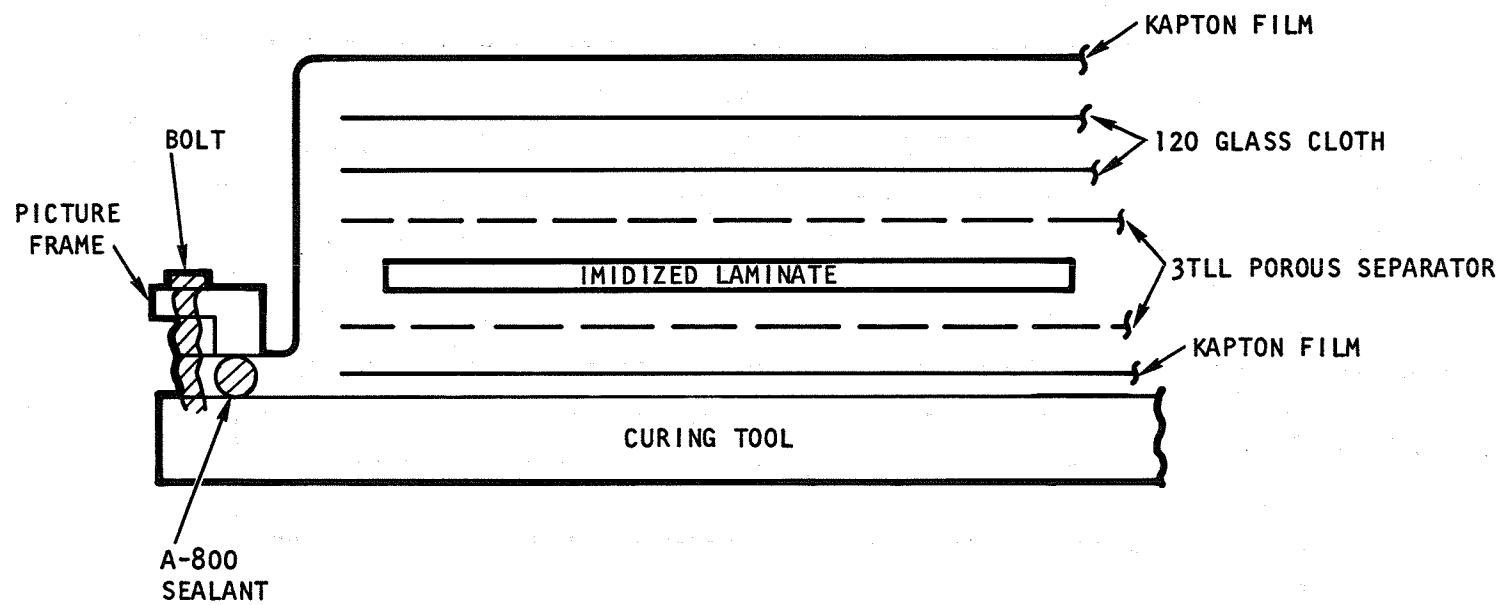 KAPTON FILM
BOLT
120 GLASS CLOTH
PICTURE
FRAME
IMIDIZED LAMINATE
3TLL POROUS SEPARATOR
KAPTON FILM
CURING TOOL
A-800
SEALANT